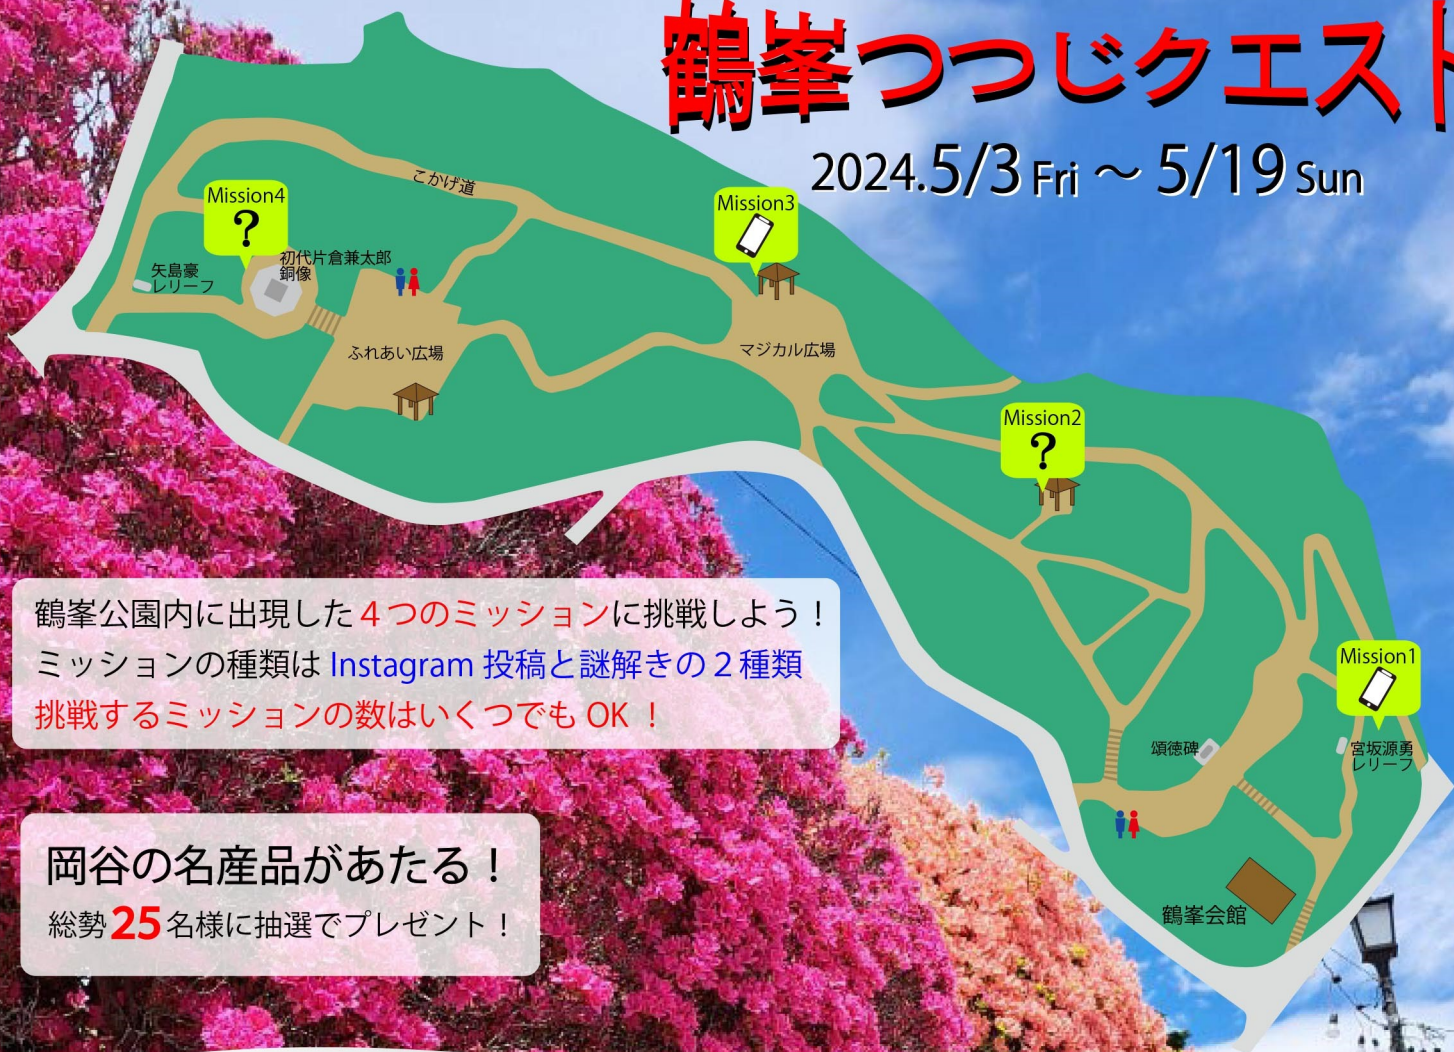 鶴峯つつじクエスト
2024.5/3 Fri ～ 5/19 Sun
こかげ道
Mission4
?
初代片倉兼太郎
銅像
矢島豪
レリーフ
ふれあい広場
Mission3
マジカル広場
Mission2
?
Mission1
宮坂源勇
レリーフ
頌徳碑
鶴峯会館
鶴峯公園内に出現した４つのミッションに挑戦しよう！
ミッションの種類は Instagram 投稿と謎解きの２種類
挑戦するミッションの数はいくつでも OK ！
岡谷の名産品があたる！
総勢25名様に抽選でプレゼント！